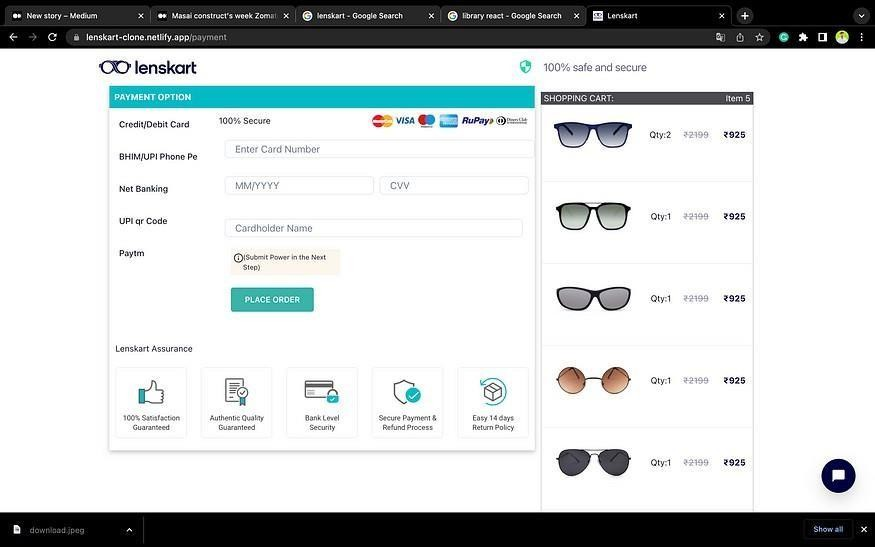 New story – Medium
Masai construct's week Zomat
lenskart - Google Search
library react - Google Search
Lenskart
lenskart-clone.netlify.app/payment
lenskart
100% safe and secure
PAYMENT OPTION
Credit/Debit Card
100% Secure
VISA
RuPay
Diners Club
BHIM/UPI Phone Pe
Enter Card Number
Net Banking
MM/YYYY
CVV
UPI qr Code
Cardholder Name
Paytm
(Submit Power in the Next
Step)
PLACE ORDER
Lenskart Assurance
100% Satisfaction
Guaranteed
Authentic Quality
Guaranteed
Bank Level
Security
Secure Payment &
Refund Process
Easy 14 days
Return Policy
SHOPPING CART:
Item 5
Qty:2 ₹2199 ₹925
Qty:1 ₹2199 ₹925
Qty:1 ₹2199 ₹925
Qty:1 ₹2199 ₹925
Qty:1 ₹2199 ₹925
download.jpeg
Show all